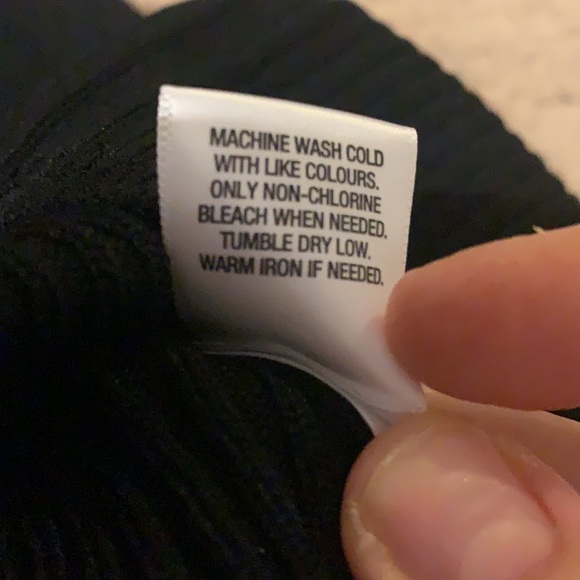 MACHINE WASH COLD
WITH LIKE COLOURS.
ONLY NON-CHLORINE
BLEACH WHEN NEEDED.
TUMBLE DRY LOW.
WARM IRON IF NEEDED.